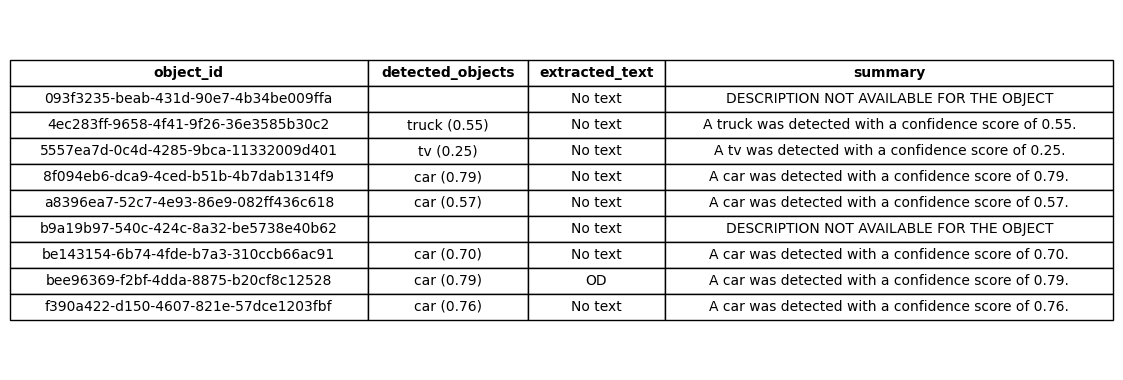 object_id detected_objects extracted_text summary
093f3235-beab-431d-90e7-4b34be009ffa No text DESCRIPTION NOT AVAILABLE FOR THE OBJECT
4ec283ff-9658-4f41-9f26-36e3585b30c2 truck (0.55) No text A truck was detected with a confidence score of 0.55.
5557ea7d-0c4d-4285-9bca-11332009d401 tv (0.25) No text A tv was detected with a confidence score of 0.25.
8f094eb6-dca9-4ced-b51b-4b7dab1314f9 car (0.79) No text A car was detected with a confidence score of 0.79.
a8396ea7-52c7-4e93-86e9-082ff436c618 car (0.57) No text A car was detected with a confidence score of 0.57.
b9a19b97-540c-424c-8a32-be5738e40b62 No text DESCRIPTION NOT AVAILABLE FOR THE OBJECT
be143154-6b74-4fde-b7a3-310ccb66ac91 car (0.70) No text A car was detected with a confidence score of 0.70.
bee96369-f2bf-4dda-8875-b20cf8c12528 car (0.79) OD A car was detected with a confidence score of 0.79.
f390a422-d150-4607-821e-57dce1203fbf car (0.76) No text A car was detected with a confidence score of 0.76.